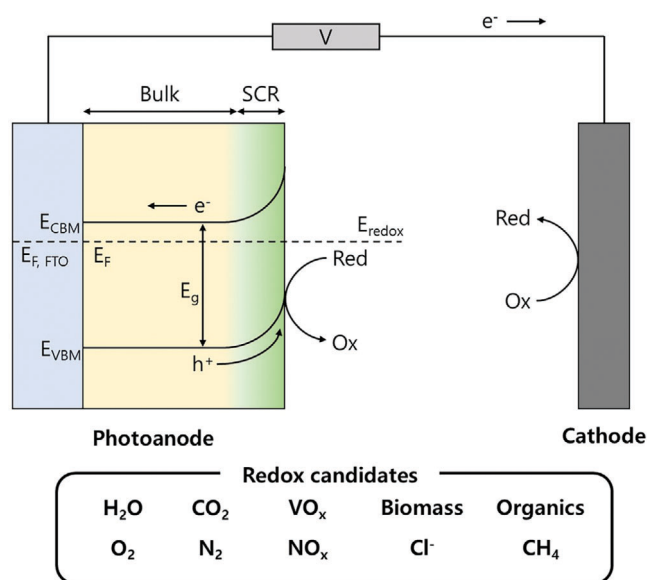 V
e⁻
Bulk
SCR
E_CBM
e⁻
E_redox
E_F, FTO
E_F
E_g
Red
Red
Ox
Ox
E_VBM
h⁺
Photoanode
Cathode
Redox candidates
H₂O CO₂ VOₓ Biomass Organics
O₂ N₂ NOₓ Cl⁻ CH₄